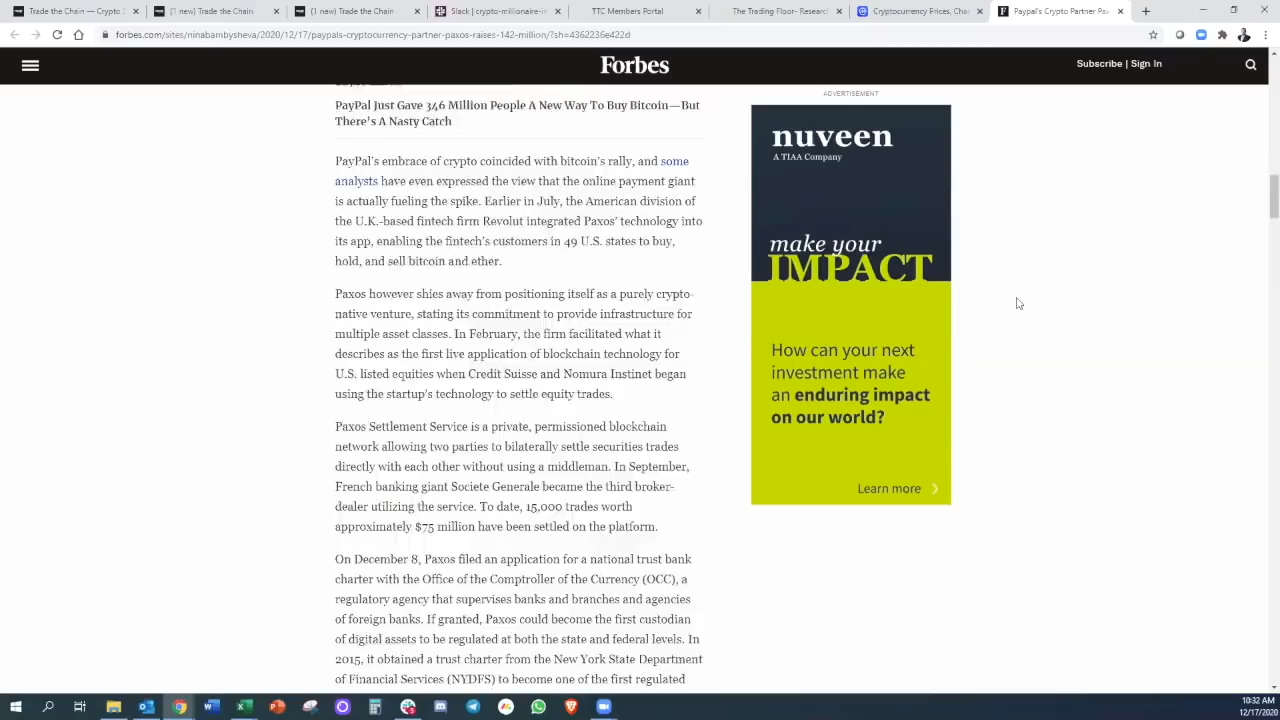 Trade the Chain — Yo
(1 new) Trade the Chain
(1 new) Trade the Chain
Slack | crypto-millionaire-in
TTC Members Portal
The Trading Floor- Researc
Currency Prices, Cha
Paypal's Crypto Partner Pa
forbes.com/sites/ninabambysheva/2020/12/17/paypals-cryptocurrency-partner-paxos-raises-142-million/?sh=4362236e422d
Forbes
Subscribe | Sign In
PayPal Just Gave 346 Million People A New Way To Buy Bitcoin—But
There's A Nasty Catch
PayPal's embrace of crypto coincided with bitcoin's rally, and some
analysts have even expressed the view that the online payment giant
is actually fueling the spike. Earlier in July, the American division of
the U.K.-based fintech firm Revolut integrated Paxos' technology into
its app, enabling the fintech's customers in 49 U.S. states to buy,
hold, and sell bitcoin and ether.
Paxos however shies away from positioning itself as a purely crypto-
native venture, stating its commitment to provide infrastructure for
multiple asset classes. In February, the firm facilitated what it
describes as the first live application of blockchain technology for
U.S. listed equities when Credit Suisse and Nomura Instinet began
using the startup's technology to settle equity trades.
Paxos Settlement Service is a private, permissioned blockchain
network allowing two parties to bilaterally settle securities trades
directly with each other without using a middleman. In September,
French banking giant Societe Generale became the third broker-
dealer utilizing the service. To date, 15,000 trades worth
approximately $75 million have been settled on the platform.
On December 8, Paxos filed an application for a national trust bank
charter with the Office of the Comptroller of the Currency (OCC), a
regulatory agency that supervises banks and branches and agencies
of foreign banks. If granted, Paxos could become the first custodian
of digital assets to be regulated at both the state and federal levels. In
2015, it obtained a trust charter from the New York State Department
of Financial Services (NYDFS) to become one of the first regulated
ADVERTISEMENT
nuveen
A TIAA Company
make your
IMPACT
How can your next
investment make
an enduring impact
on our world?
Learn more
10:32 AM
12/17/2020